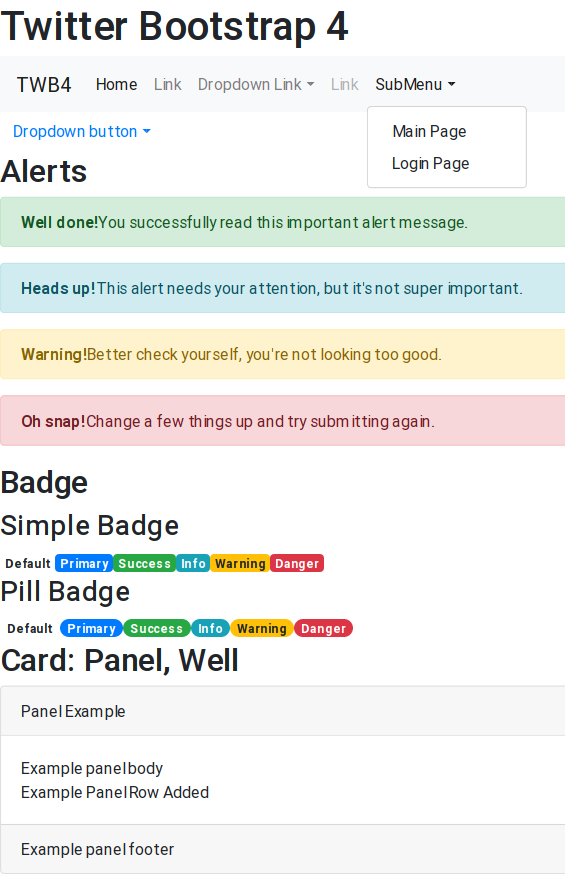 Twitter Bootstrap 4
TWB4 Home Link Dropdown Link Link SubMenu
Dropdown button
Main Page
Login Page
Alerts
Well done!You successfully read this important alert message.
Heads up!This alert needs your attention, but it's not super important.
Warning!Better check yourself, you're not looking too good.
Oh snap!Change a few things up and try submitting again.
Badge
Simple Badge
Default Primary Success Info Warning Danger
Pill Badge
Default Primary Success Info Warning Danger
Card: Panel, Well
Panel Example
Example panel body
Example Panel Row Added
Example panel footer